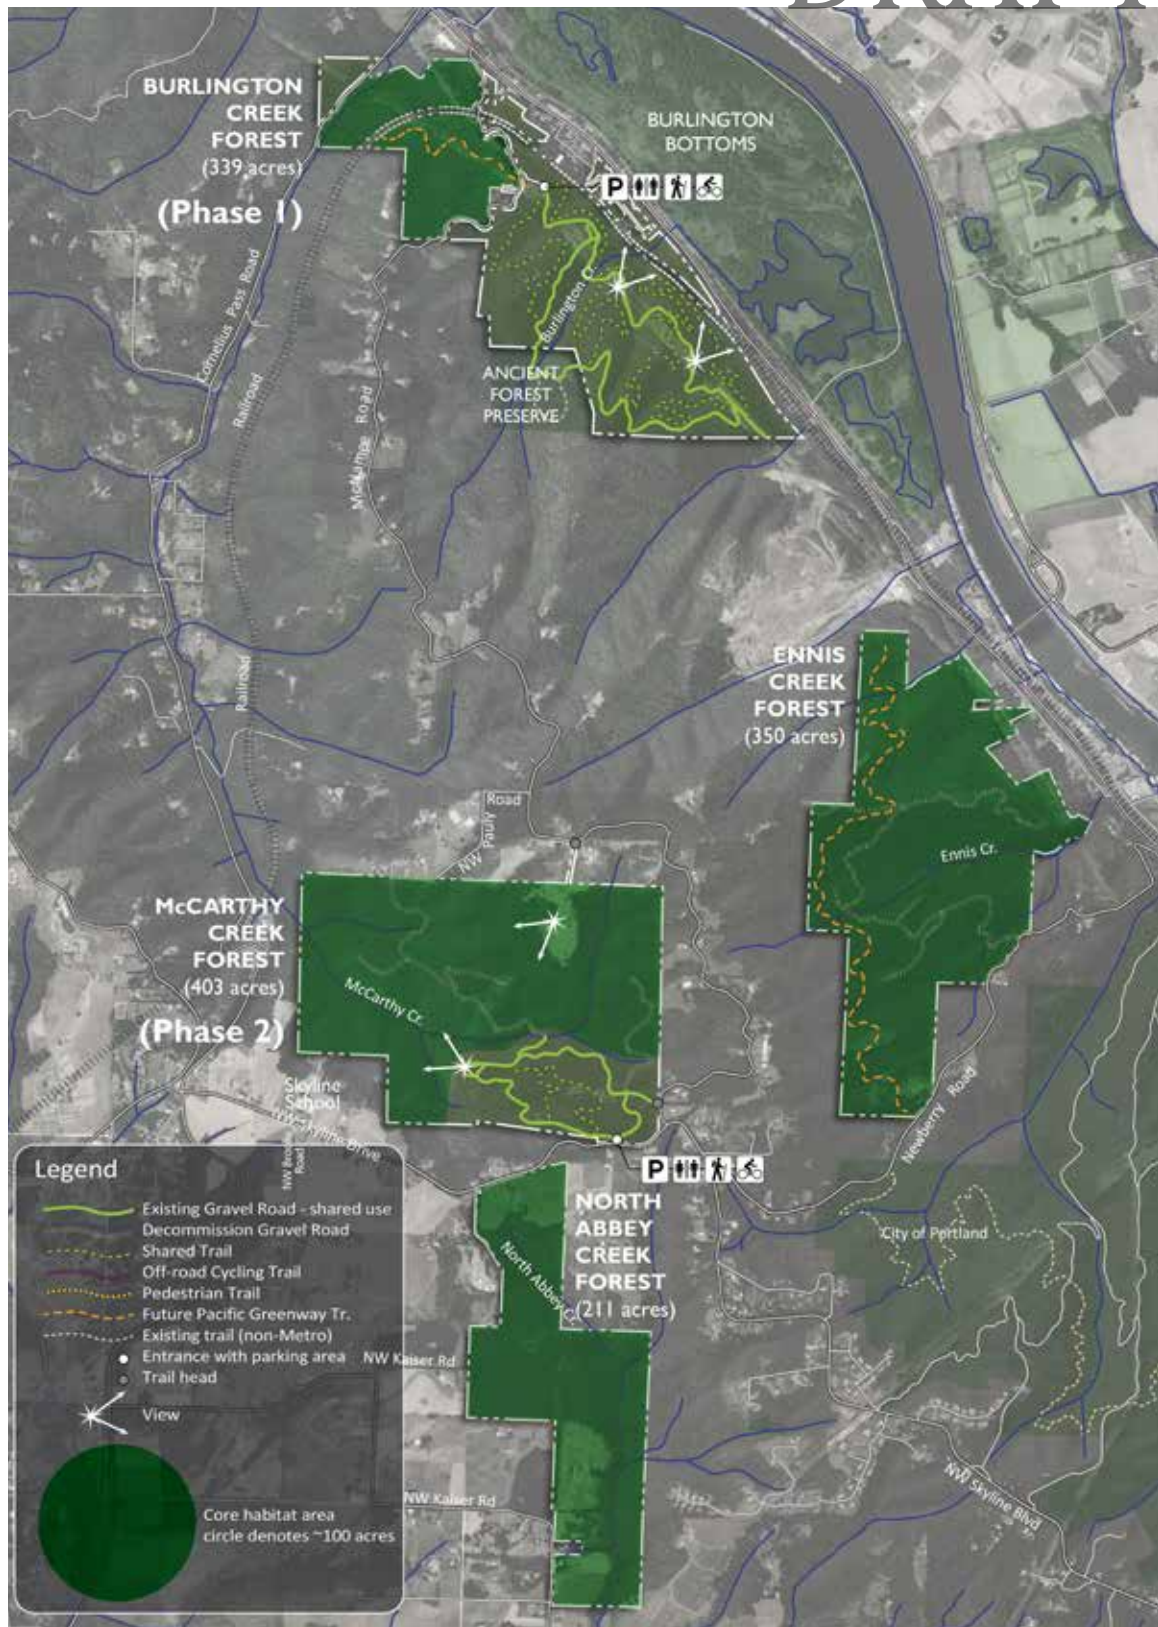 DRAFT
BURLINGTON
CREEK
FOREST
(339 acres)
(Phase 1)
BURLINGTON
BOTTOMS
P
Cornelius Pass Road
Railroad
McNampe Road
Burlington
ANCIENT
FOREST
PRESERVE
Railroad
ENNIS
CREEK
FOREST
(350 acres)
Ennis Cr.
NW Pauly Road
McCARTHY
CREEK
FOREST
(403 acres)
(Phase 2)
McCarthy Cr.
Skyline
School
NW Skyline Drive
Newberry Road
P
NORTH
ABBEY
CREEK
FOREST
(211 acres)
North Abbey Cr.
City of Portland
NW Kaiser Rd
NW Kaiser Rd
NW Skyline Blvd
Legend
Existing Gravel Road - shared use
Decommission Gravel Road
Shared Trail
Off-road Cycling Trail
Pedestrian Trail
Future Pacific Greenway Tr.
Existing trail (non-Metro)
Entrance with parking area
Trail head
View
Core habitat area
circle denotes ~100 acres